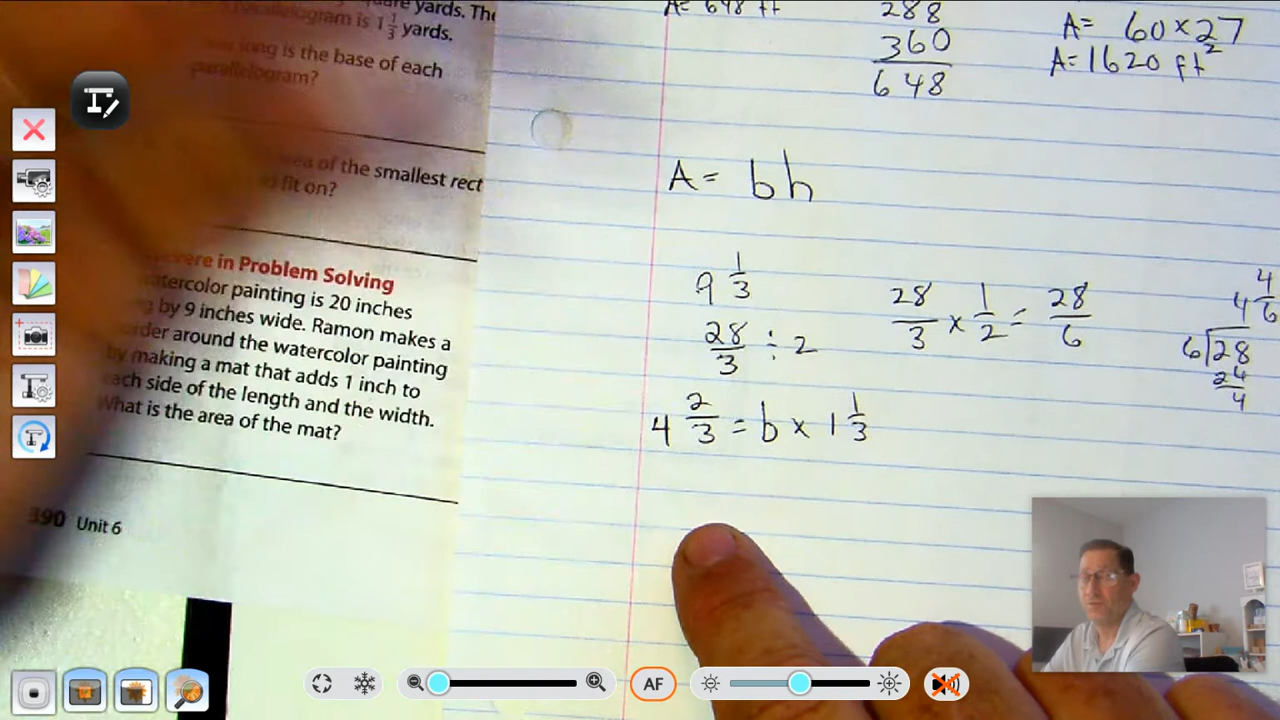 square yards. The
parallelogram is 1 1/3 yards.
long is the base of each
parallelogram?
area of the smallest rect
fit on?
Persevere in Problem Solving
watercolor painting is 20 inches
by 9 inches wide. Ramon makes a
border around the watercolor painting
by making a mat that adds 1 inch to
each side of the length and the width.
What is the area of the mat?
390 Unit 6
A= 648 ft
288
360
648
A= 60×27
A=1620 ft²
A= bh
9 1/3
28/3 ÷ 2
28/3 × 1/2 = 28/6
4 4/6
6)28
24
4
4 2/3 = b × 1 1/3
AF